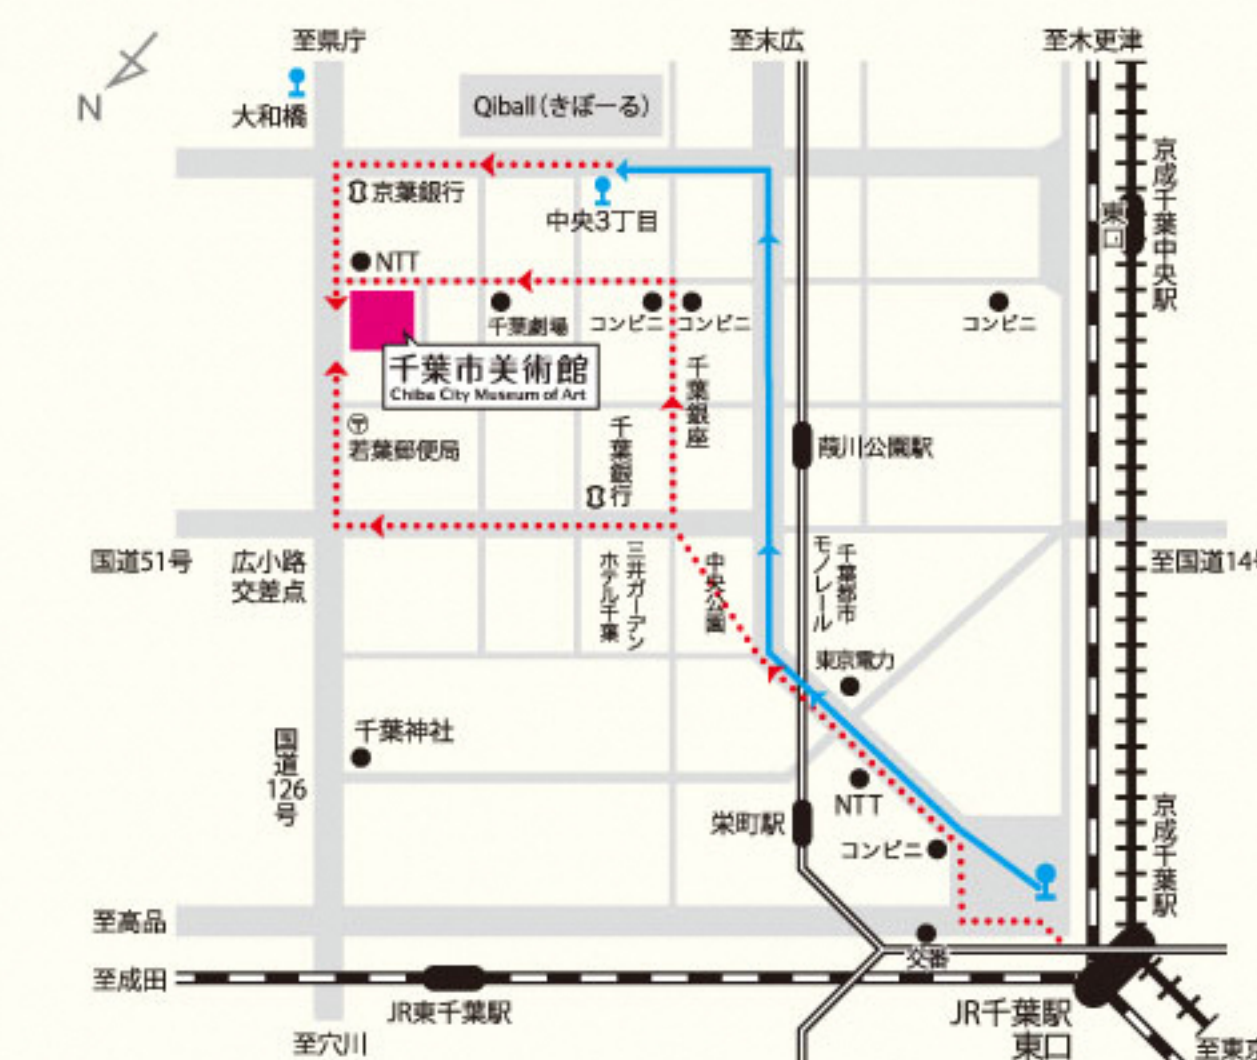 至県庁
至末広
至木更津
N
大和橋
Qiball(きぼーる)
京葉銀行
中央3丁目
東口
京成千葉中央駅
NTT
千葉劇場
コンビニ
コンビニ
コンビニ
千葉市美術館
Chiba City Museum of Art
千葉銀座
若葉郵便局
千葉銀行
葭川公園駅
国道51号
広小路
交差点
三井ガーデン
ホテル千葉
中央公園
千葉都市
モノレール
至国道14号
東京電力
千葉神社
国道126号
NTT
栄町駅
コンビニ
京成千葉駅
至高品
交番
至成田
JR東千葉駅
JR千葉駅
東口
至穴川
至東京